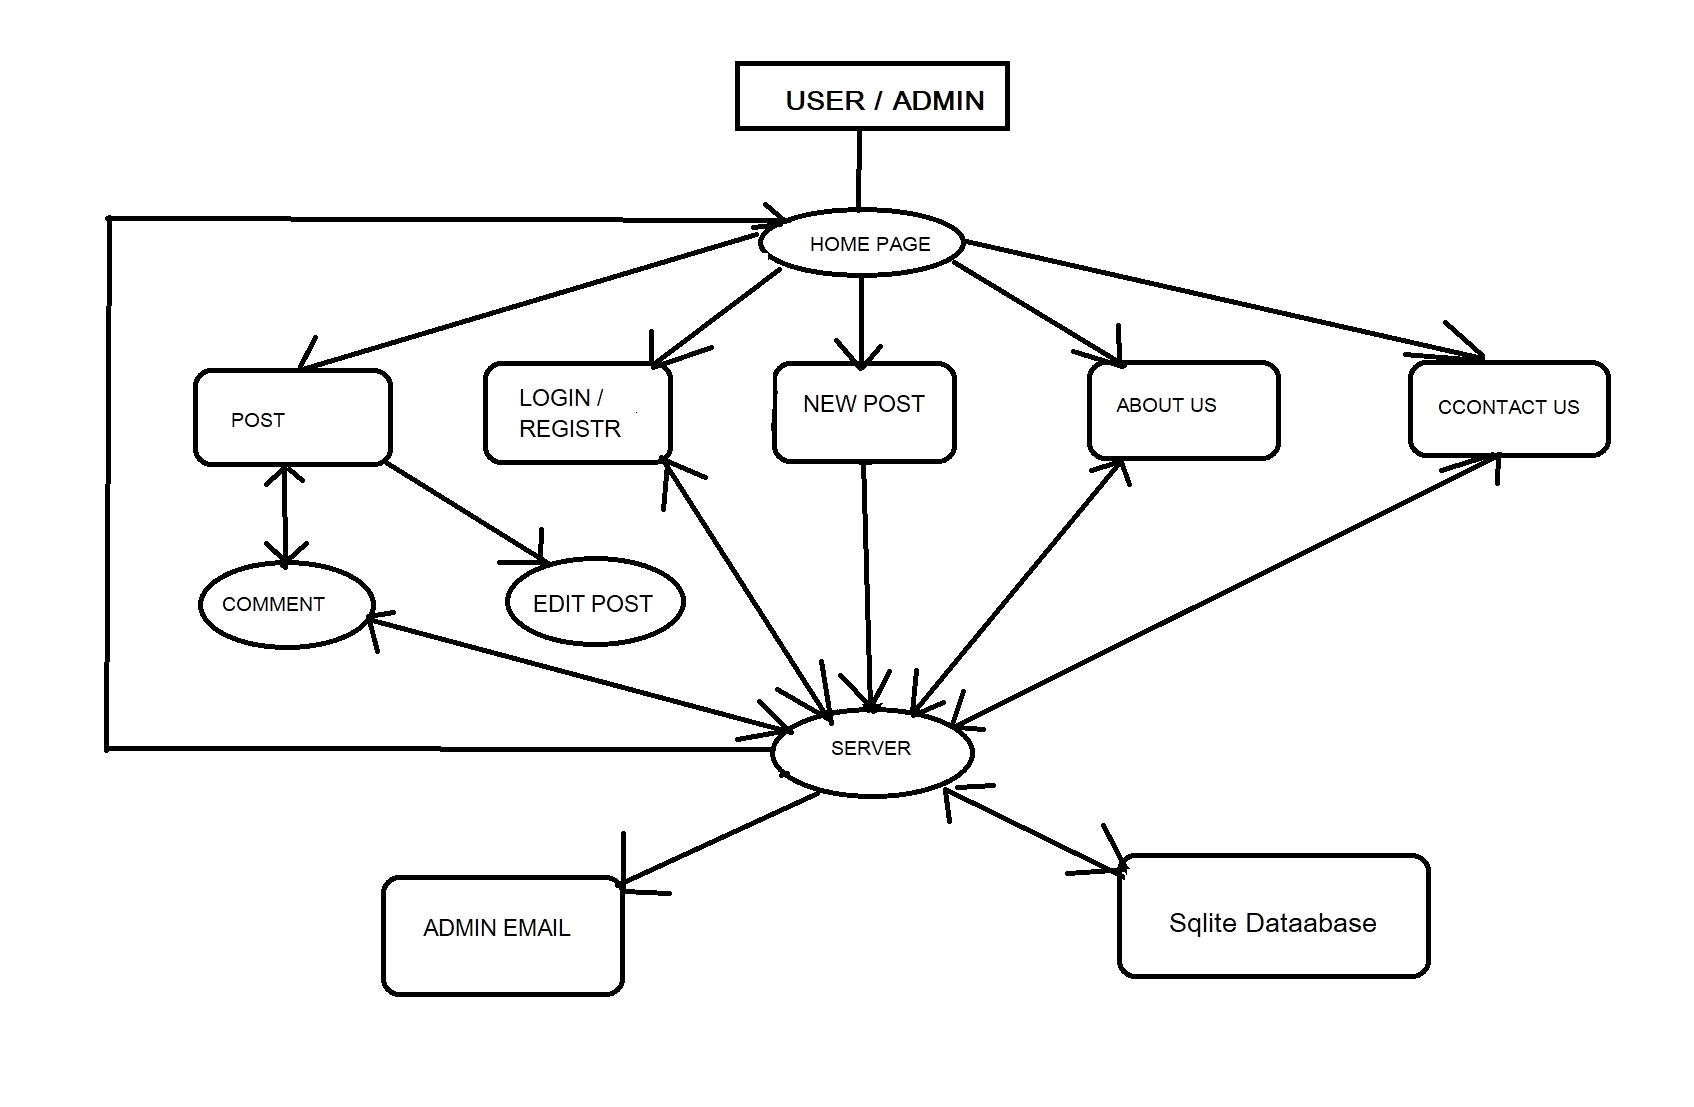 USER / ADMIN
HOME PAGE
POST
LOGIN /
REGISTR
NEW POST
ABOUT US
CCONTACT US
COMMENT
EDIT POST
SERVER
ADMIN EMAIL
Sqlite Dataabase